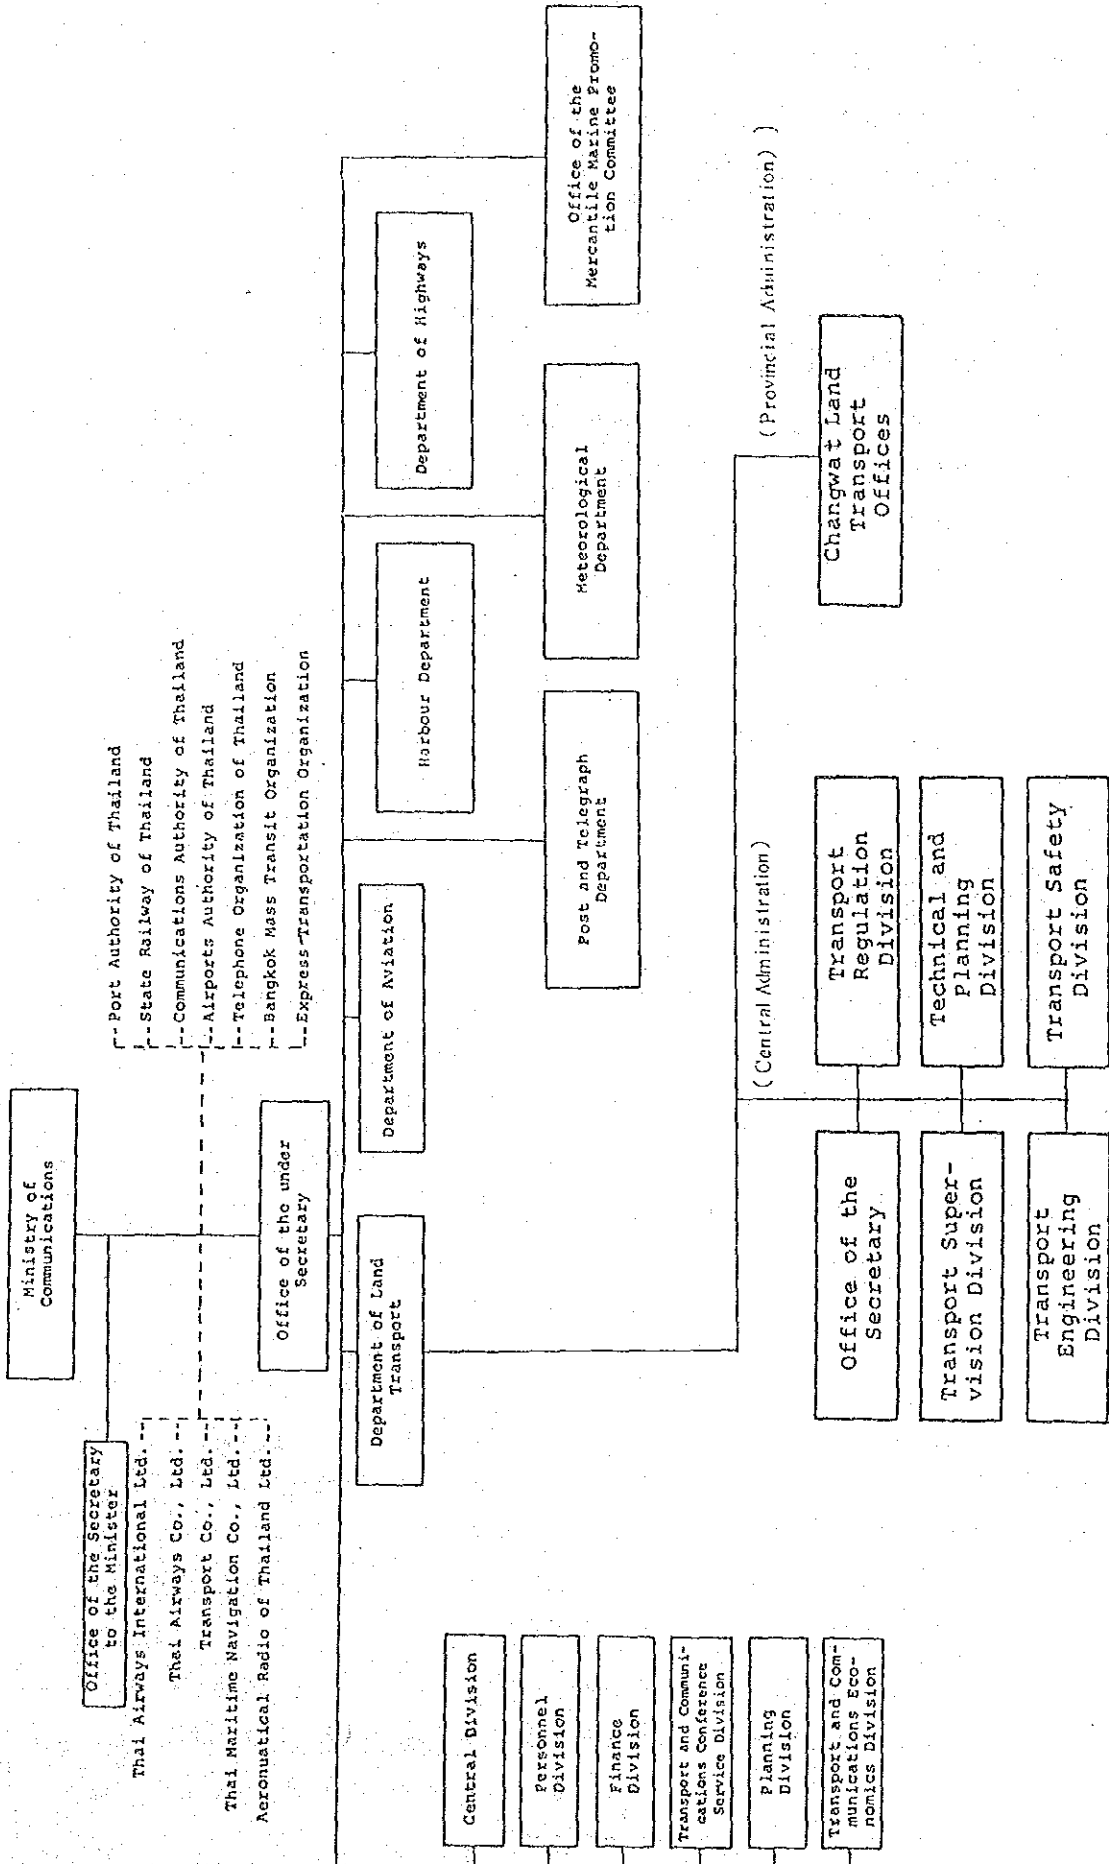 Ministry of
Communications
Office of the Secretary
to the Minister
Thai Airways International Ltd.
Thai Airways Co., Ltd.
Transport Co., Ltd.
Thai Maritime Navigation Co., Ltd.
Aeronuatical Radio of Thailand Ltd.
Port Authority of Thailand
State Railway of Thailand
Communications Authority of Thailand
Airports Authority of Thailand
Telephone Organization of Thailand
Bangkok Mass Transit Organization
Express Transportation Organization
Office of the under
Secretary
Department of Land
Transport
Department of Aviation
Harbour Department
Department of Highways
Post and Telegraph
Department
Meteorological
Department
Office of the
Mercantile Marine Promo-
tion Committee
Central Division
Personnel
Division
Finance
Division
Transport and Communi-
cations Conference
Service Division
Planning
Division
Transport and Com-
munications Eco-
nomics Division
(Central Administration)
(Provincial Administration) )
Office of the
Secretary
Transport
Regulation
Division
Transport Super-
vision Division
Technical and
Planning
Division
Transport
Engineering
Division
Transport Safety
Division
Changwat Land
Transport
Offices